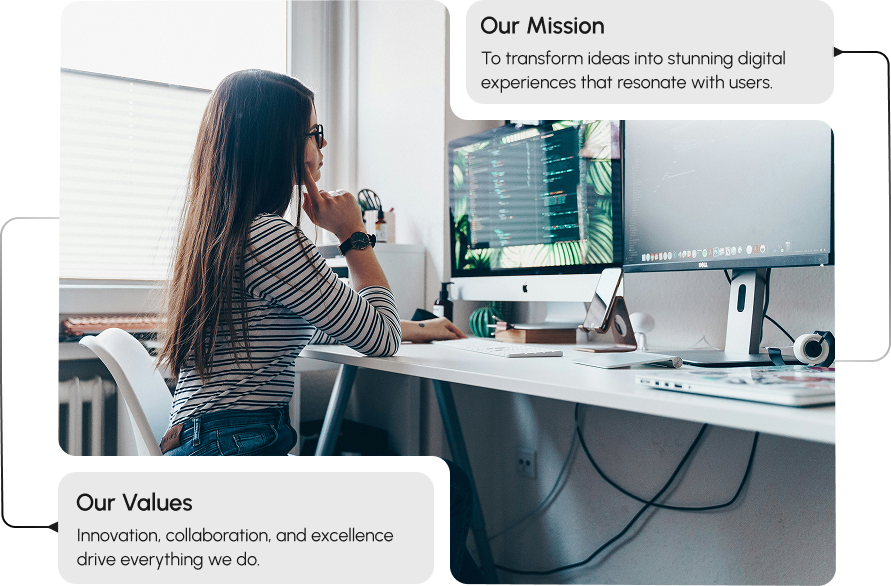 Our Mission
To transform ideas into stunning digital
experiences that resonate with users.
DELL
Our Values
Innovation, collaboration, and excellence
drive everything we do.